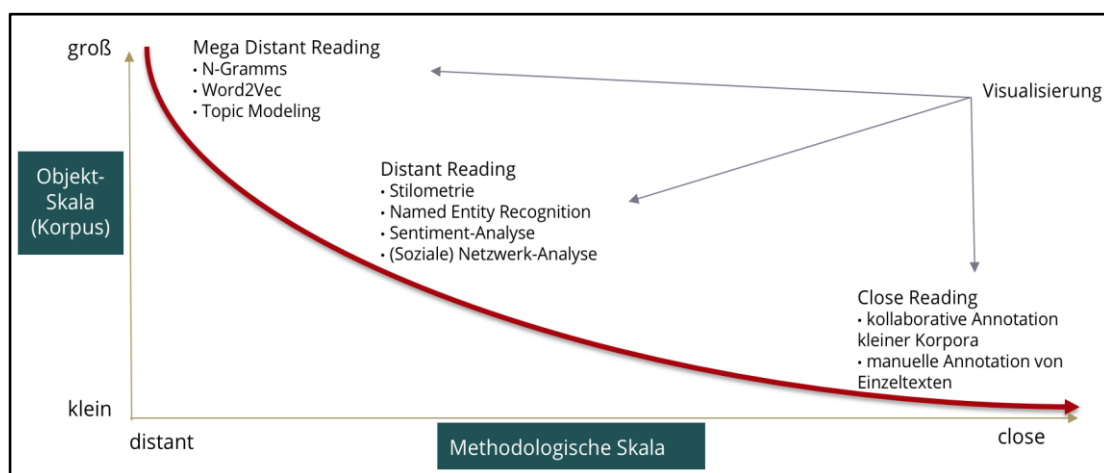 groß
Mega Distant Reading
• N-Gramms
• Word2Vec
• Topic Modeling
Visualisierung
Objekt-
Skala
(Korpus)
Distant Reading
• Stilometrie
• Named Entity Recognition
• Sentiment-Analyse
• (Soziale) Netzwerk-Analyse
Close Reading
• kollaborative Annotation
kleiner Korpora
• manuelle Annotation von
Einzeltexten
klein
distant
Methodologische Skala
close